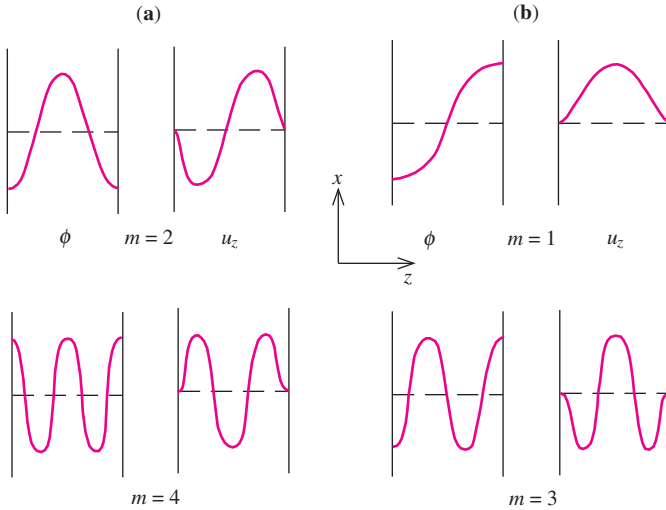 (a)
(b)
x
ϕ m = 2 u_z
ϕ m = 1 u_z
z
m = 4
m = 3